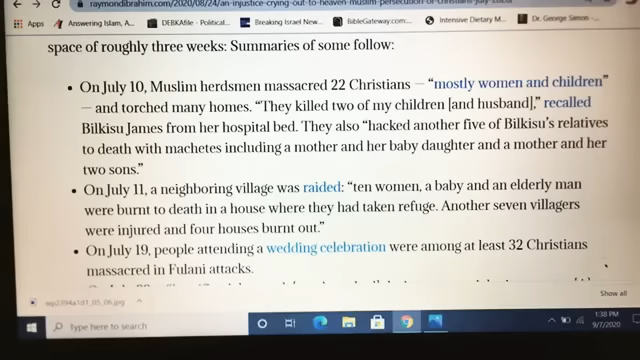 raymondibrahim.com/2020/08/24/an-injustice-crying-out-to-heaven-muslim-persecution-of-christians-july-2020/
Apps Answering Islam, A... DEBKAfile - Political... Breaking Israel New... BibleGateway.com:... Intensive Dietary M... Dr. George Simon -...
space of roughly three weeks: Summaries of some follow:
• On July 10, Muslim herdsmen massacred 22 Christians — “mostly women and children”
— and torched many homes. “They killed two of my children [and husband],” recalled
Bilkisu James from her hospital bed. They also “hacked another five of Bilkisu’s relatives
to death with machetes including a mother and her baby daughter and a mother and her
two sons.”
• On July 11, a neighboring village was raided: “ten women, a baby and an elderly man
were burnt to death in a house where they had taken refuge. Another seven villagers
were injured and four houses burnt out.”
• On July 19, people attending a wedding celebration were among at least 32 Christians
massacred in Fulani attacks.
Show all
Type here to search
1:38 PM
9/7/2020